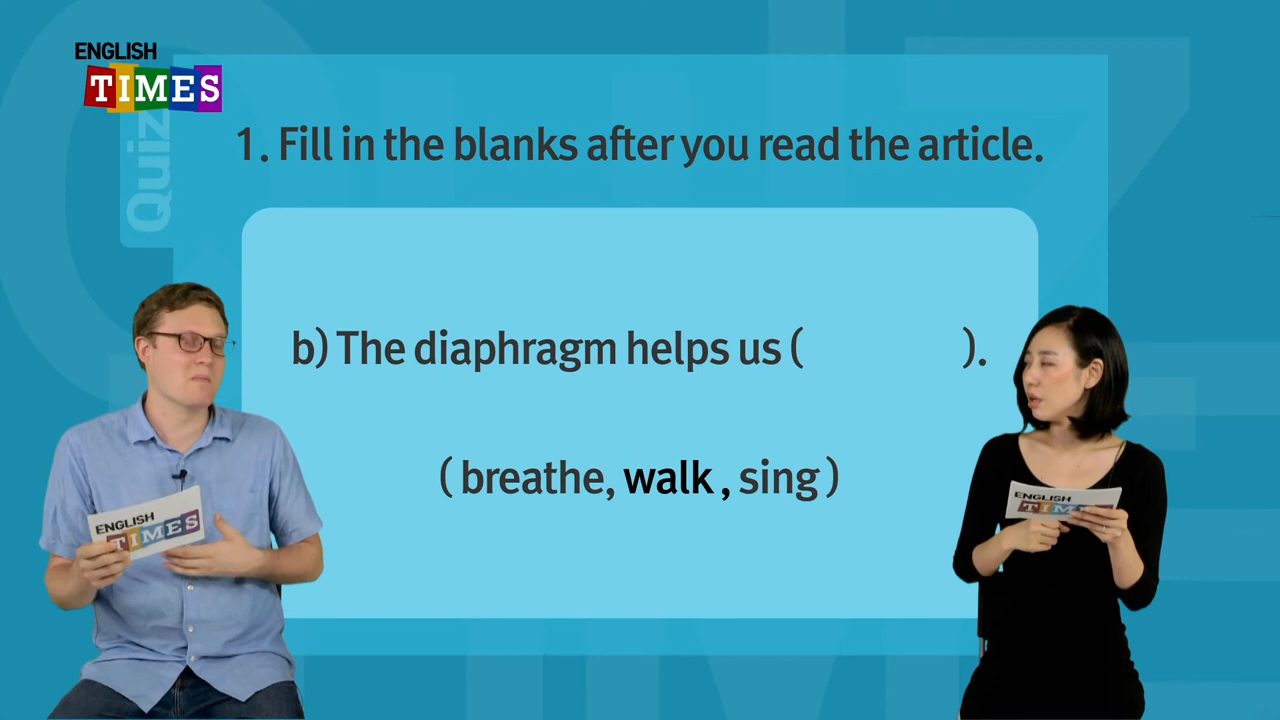 ENGLISH
TIMES
Quiz
1. Fill in the blanks after you read the article.
b) The diaphragm helps us (            ).
( breathe, walk , sing )
ENGLISH
TIMES
ENGLISH
TIMES